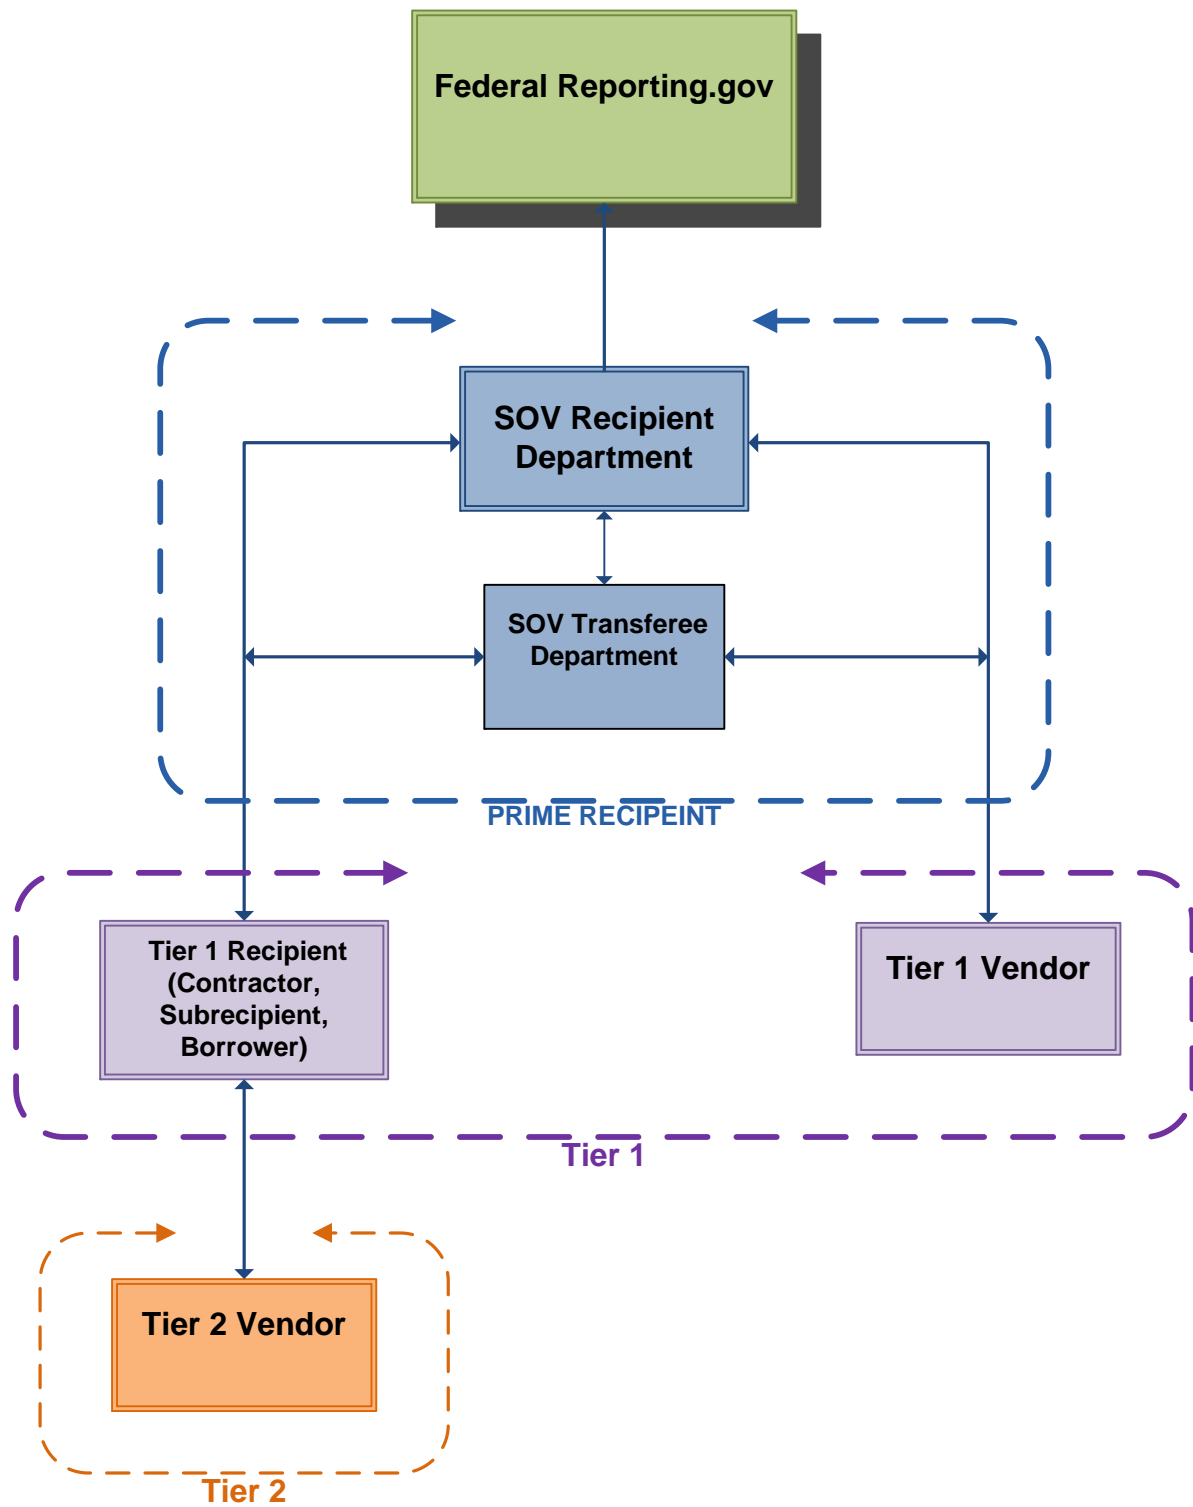 Federal Reporting.gov
SOV Recipient
Department
SOV Transferee
Department
PRIME RECIPEINT
Tier 1 Recipient
(Contractor,
Subrecipient,
Borrower)
Tier 1 Vendor
Tier 1
Tier 2 Vendor
Tier 2